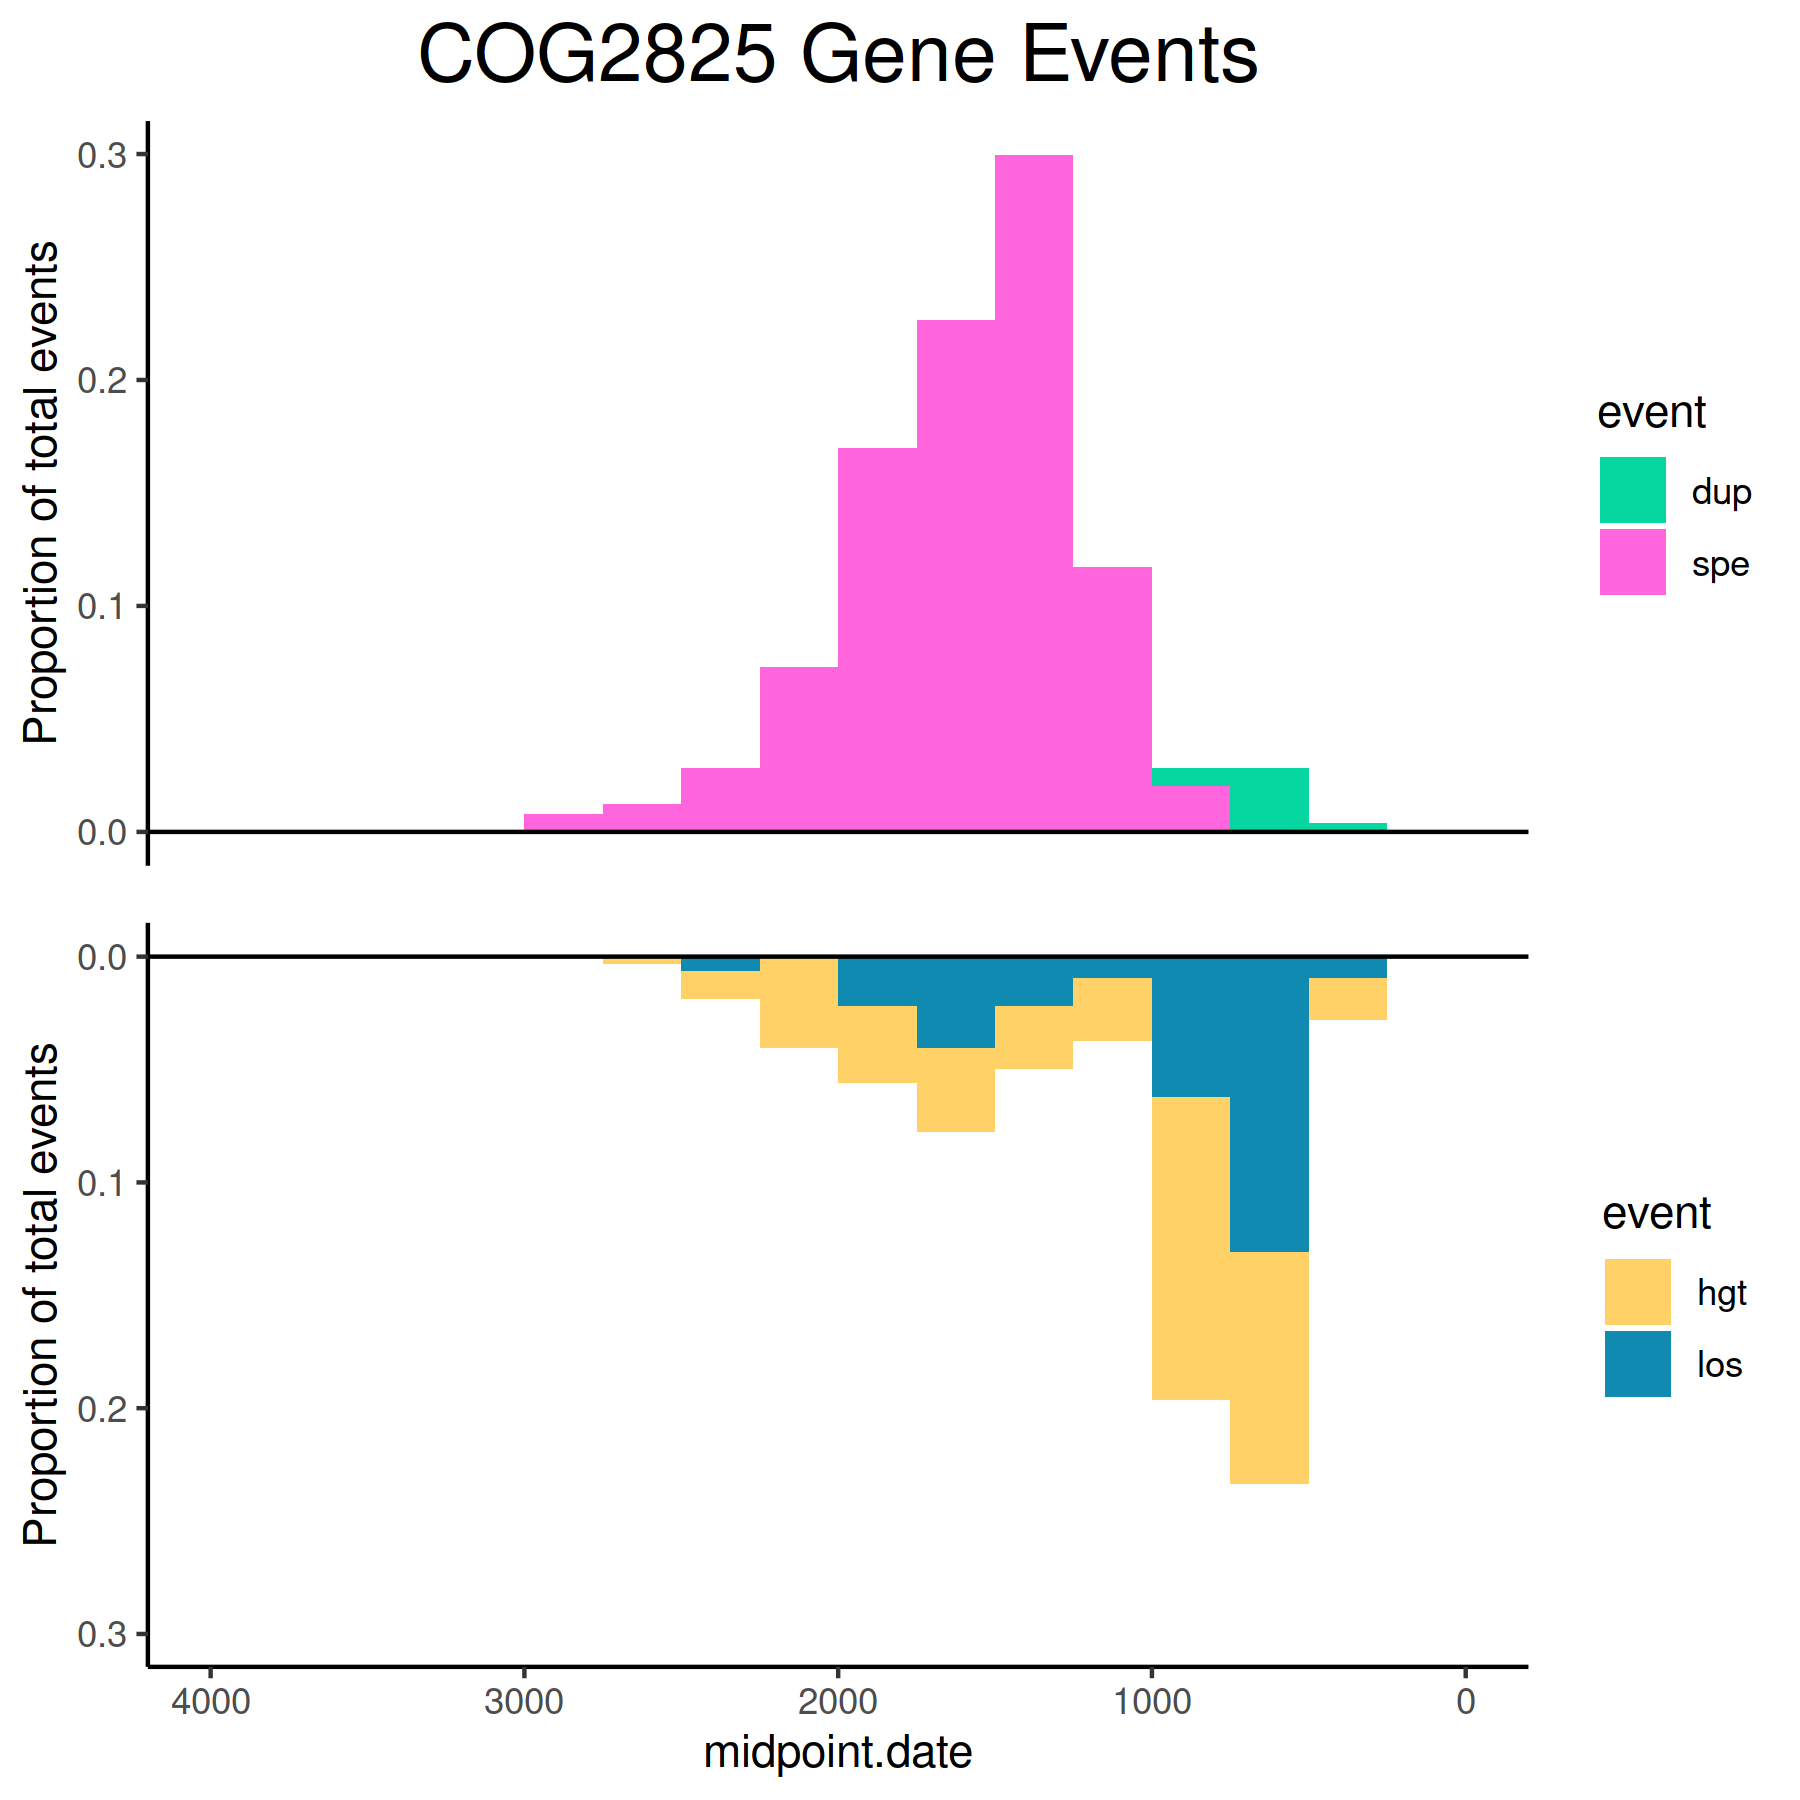 COG2825 Gene Events
Proportion of total events
0.3
0.2
0.1
0.0
event
dup
spe
Proportion of total events
0.0
0.1
0.2
0.3
event
hgt
los
4000 3000 2000 1000 0
midpoint.date